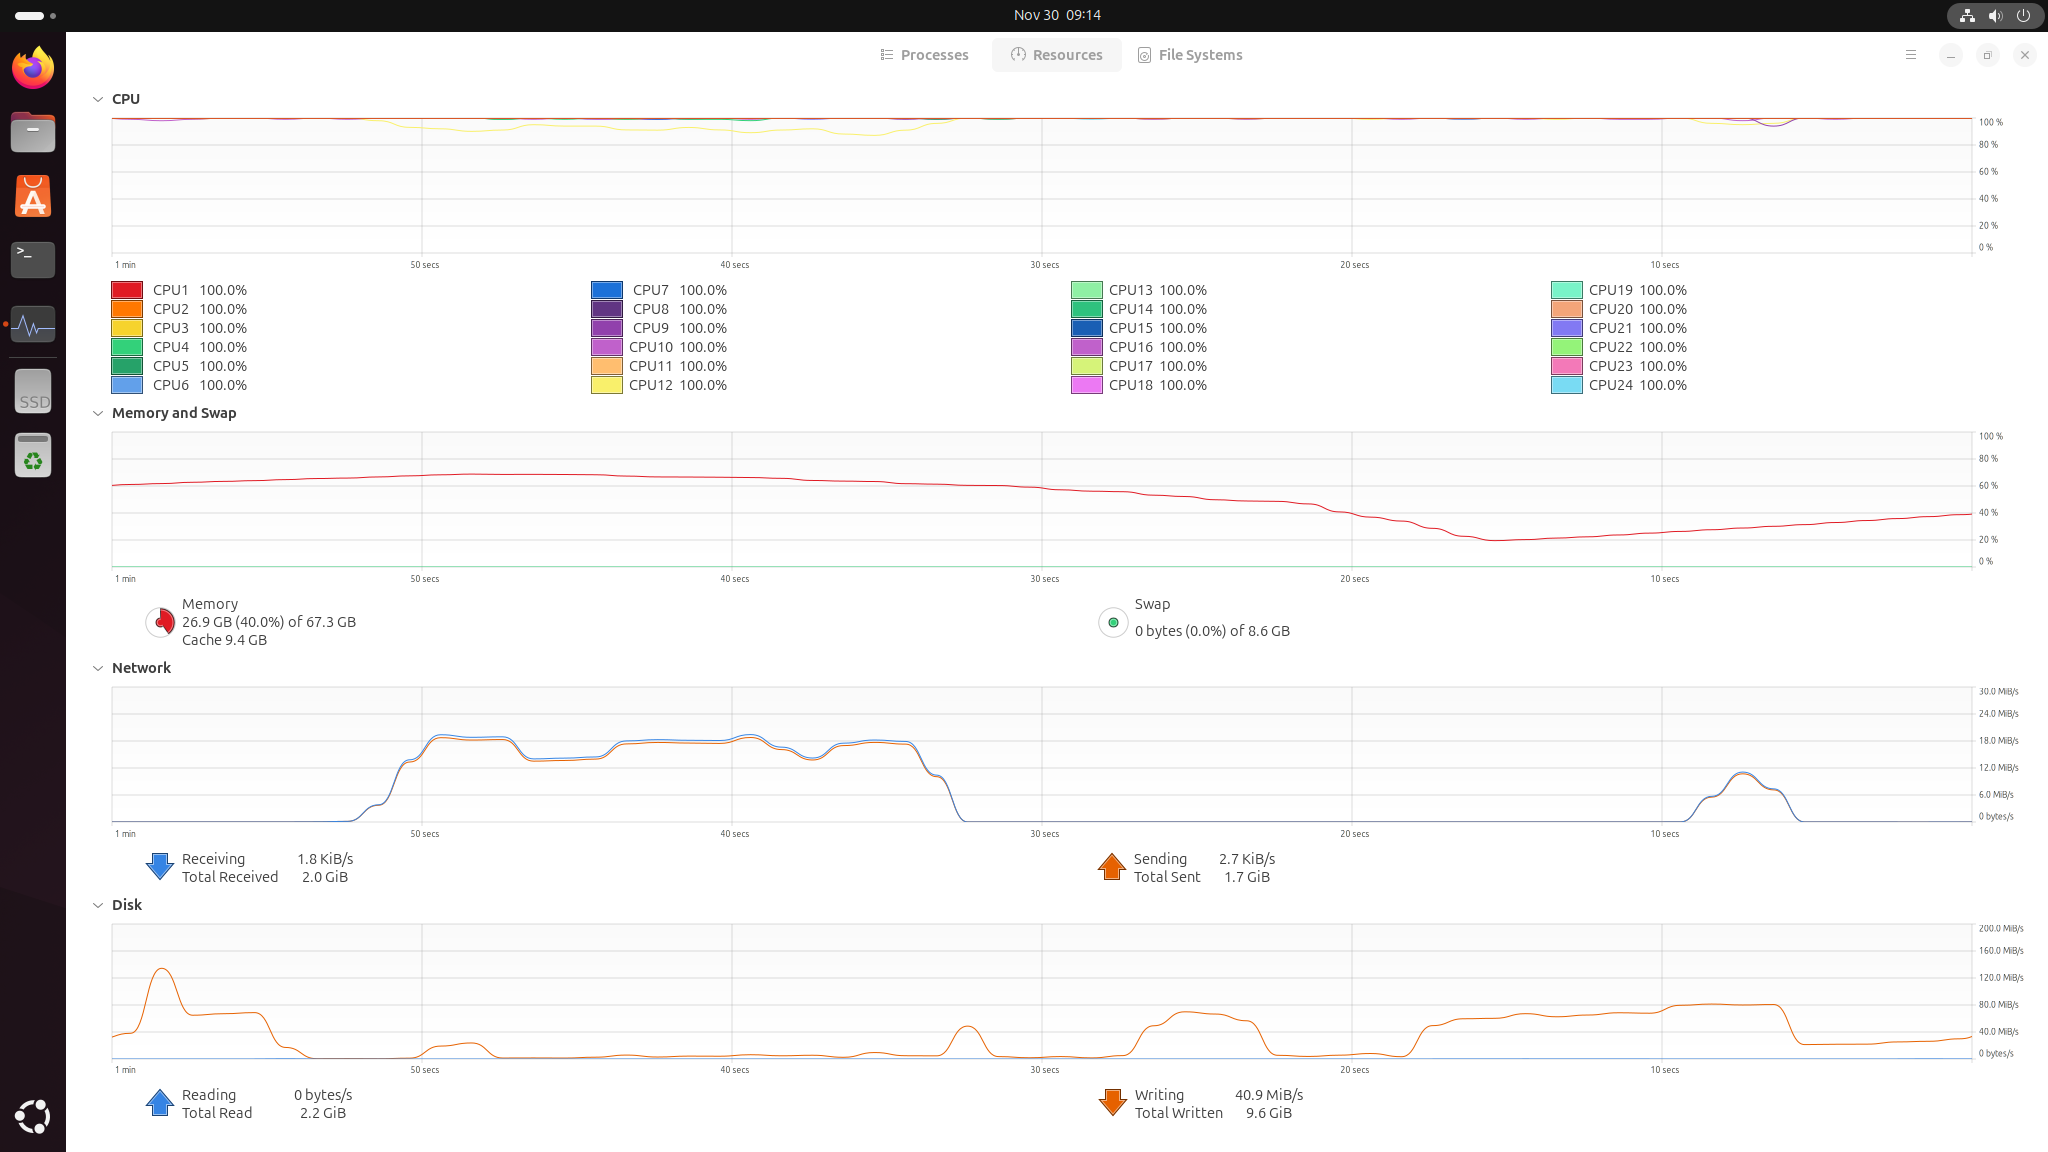 Nov 30 09:14
Processes Resources File Systems
CPU
100 %
80 %
60 %
40 %
20 %
0 %
1 min 50 secs 40 secs 30 secs 20 secs 10 secs
CPU1 100.0% CPU7 100.0% CPU13 100.0% CPU19 100.0%
CPU2 100.0% CPU8 100.0% CPU14 100.0% CPU20 100.0%
CPU3 100.0% CPU9 100.0% CPU15 100.0% CPU21 100.0%
CPU4 100.0% CPU10 100.0% CPU16 100.0% CPU22 100.0%
CPU5 100.0% CPU11 100.0% CPU17 100.0% CPU23 100.0%
CPU6 100.0% CPU12 100.0% CPU18 100.0% CPU24 100.0%
SSD
Memory and Swap
100 %
80 %
60 %
40 %
20 %
0 %
1 min 50 secs 40 secs 30 secs 20 secs 10 secs
Memory
26.9 GB (40.0%) of 67.3 GB
Cache 9.4 GB
Swap
0 bytes (0.0%) of 8.6 GB
Network
30.0 MiB/s
24.0 MiB/s
18.0 MiB/s
12.0 MiB/s
6.0 MiB/s
0 bytes/s
1 min 50 secs 40 secs 30 secs 20 secs 10 secs
Receiving 1.8 KiB/s
Total Received 2.0 GiB
Sending 2.7 KiB/s
Total Sent 1.7 GiB
Disk
200.0 MiB/s
160.0 MiB/s
120.0 MiB/s
80.0 MiB/s
40.0 MiB/s
0 bytes/s
1 min 50 secs 40 secs 30 secs 20 secs 10 secs
Reading 0 bytes/s
Total Read 2.2 GiB
Writing 40.9 MiB/s
Total Written 9.6 GiB